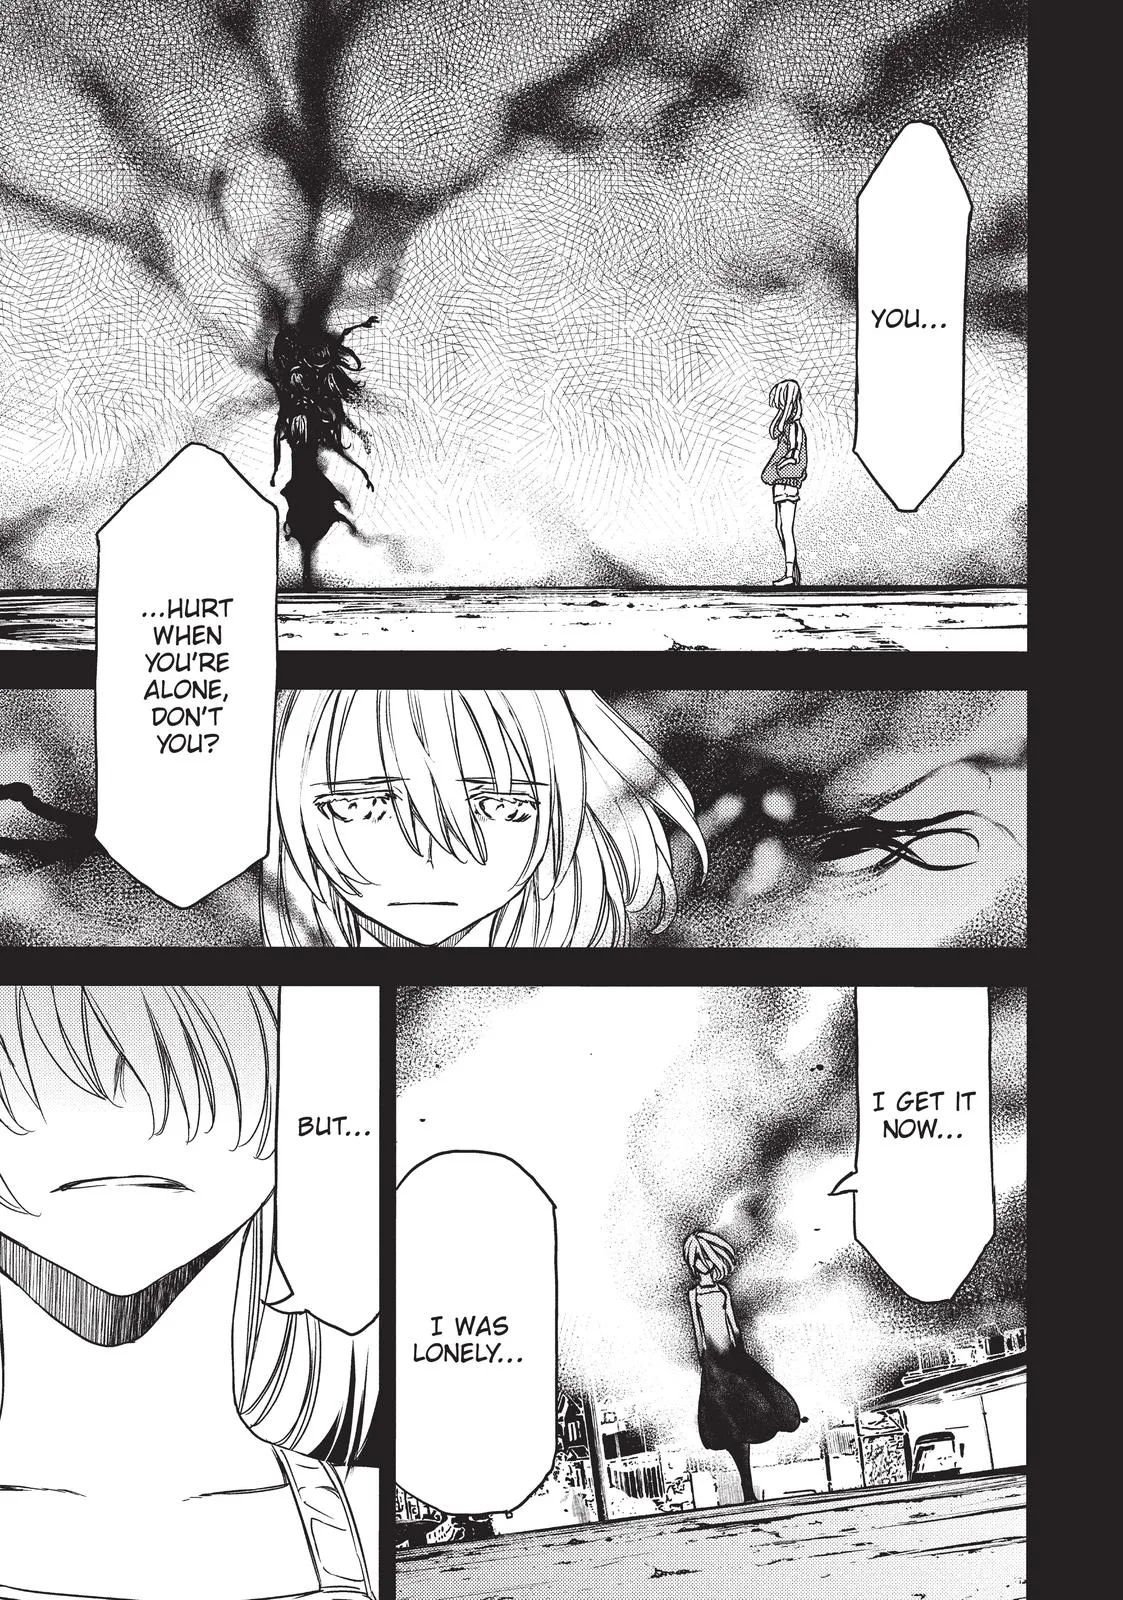 YOU...
...HURT
WHEN
YOU'RE
ALONE,
DON'T
YOU?
I GET IT
NOW...
I WAS
LONELY...
BUT...